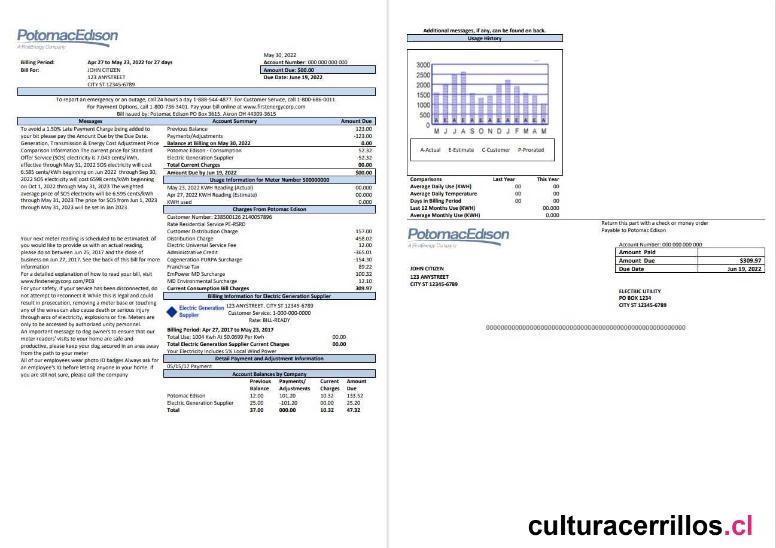 PotomacEdison
A FirstEnergy Company
May 30, 2022
Billing Period: Apr 27 to May 23, 2022 for 27 days
Account Number: 000 000 000 000
Bill For: JOHN CITIZEN
Amount Due: 500.00
123 ANYSTREET
Due Date: June 19, 2022
CITY ST 12345-6789
To report an emergency or an outage, call 24 hours a day 1-888-544-4877. For Customer Service, call 1-800-686-0011.
For Payment Options, call 1-800-736-3401. Pay your bill online at www.firstenergycorp.com
Bill issued by: Potomac Edison PO Box 3615, Akron OH 44309-3615
Messages
To avoid a 1.50% Late Payment Charge being added to
your bill please pay the Amount Due by the Due Date.
Generation, Transmission & Energy Cost Adjustment Price
Comparison Information The current price for Standard
Offer Service (SOS) electricity is 7.043 cents/kWh,
effective through May 31, 2022 SOS electricity will cost
6.585 cents/kWh beginning on June 2022 through Sep 30,
2022 SOS electricity will cost 6598 cents/kWh beginning
on Oct 1, 2022 through May 31, 2023 The weighted
average price of SOS electricity will be 6.595 cents/kWh
through May 31, 2023 The price for SOS from Jun 1, 2023
through May 31, 2023 will be set in Jan 2023.
Your next meter reading is scheduled to be estimated, of
you would like to provide us with an actual reading,
please do so between Jun 25, 2017 and the dose of
business on Jun 27, 2017. See the back of this bill for more
information
For a detailed explanation of how to read your bill, visit
www.firstenergycorp.com/PEB
For your safety, if your service has been disconnected, do
not attempt to reconnect it While this is legal and could
result in prosecution, removing a meter base or touching
any of the wires can also cause death or serious injury
through arcs of electricity, explosions or fire. Meters are
only to be accessed by authorized unity personnel.
An important message to dog owners to ensure that our
meter readers' visits to your home are safe and
productive, please keep your dog secured in an area away
from the path to your meter
All of our employees wear photo ID badges Always ask for
an employee's ID before letting anyone in your home. If
you are still not sure, please call the company
Account Summary Amount Due
Previous Balance 123.00
Payments/Adjustments -123.00
Balance at Billing on May 30, 2022 0.00
Potomac Edison - Consumption 52.32
Electric Generation Supplier -52.32
Total Current Charges 00.00
Amount Due by Jun 19, 2022 500.00
Usage Information for Meter Number S00000000
May 23, 2022 KWH Reading (Actual) 00.000
Apr 27, 2022 KWH Reading (Estimate) 00.000
KWH used 0.000
Charges From Potomac Edison
Customer Number: 238500126 2140057896
Rate Residential Service PE-RSRD
Customer Distribution Charge 157.00
Distribution Charge 458.02
Electric Universal Service Fee 12.00
Administrative Credit -365.01
Cogeneration PURPA Surcharge -154.30
Franchise Tax 89.22
EmPower MD Surcharge 10.32
MD Environmental Surcharge 12.10
Current Consumption Bill Charges 309.97
Billing Information for Electric Generation Supplier
Electric Generation
Supplier
123 ANYSTREET, CITY ST 12345-6789
Customer Service: 1-000-000-0000
Rate: BILL-READY
Billing Period: Apr 27, 2017 to May 23, 2017
Total Use: 1004 Kwh At $0.0699 Per Kwh 00.00
Total Electric Generation Supplier Current Charges 00.00
Your Electricity Includes 5% Local Wind Power
Detail Payment and Adjustment Information
05/15/17 Payment
Account Balances by Company
Previous Payments/ Current Amount
Balance Adjustments Charges Due
Potomac Edison 12.00 101.20 10.32 133.52
Electric Generation Supplier 25.00 -101.20 00.00 25.20
Total 37.00 000.00 10.32 47.32
Additional messages, if any, can be found on back.
Usage History
3000
2500
2000
1500
1000
500
0
A E A E A E A E A E A E A
M J J A S O N D J F M A M
A-Actual E-Estimate C-Customer P-Prorated
Comparisons Last Year This Year
Average Daily Use (KWH) 00 00
Average Daily Temperature 00 00
Days in Billing Period 00 00
Last 12 Months Use (KWH) 00.000
Average Monthly Use (KWH) 0.000
PotomacEdison
A FirstEnergy Company
Return this part with a check or money order
Payable to Potomac Edison
Account Number: 000 000 000 000
Amount Paid
Amount Due $309.97
Due Date Jun 19, 2022
JOHN CITIZEN
123 ANYSTREET
CITY ST 12345-6789
ELECTRIC UTILITY
PO BOX 1234
CITY ST 12345-6789
culturacerrillos.cl